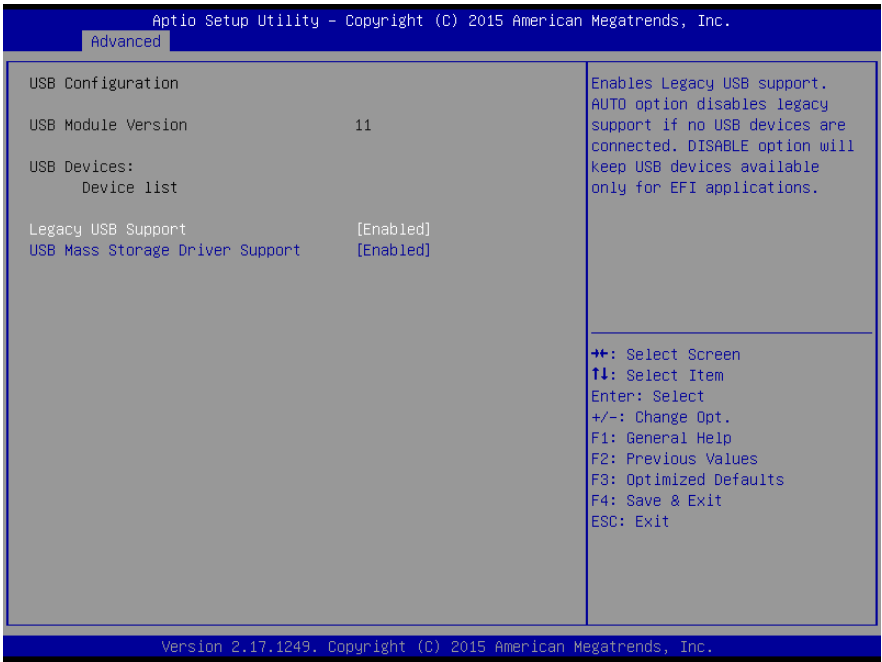 Aptio Setup Utility – Copyright (C) 2015 American Megatrends, Inc.
Advanced
USB Configuration
USB Module Version 11
USB Devices:
Device list
Legacy USB Support [Enabled]
USB Mass Storage Driver Support [Enabled]
Enables Legacy USB support.
AUTO option disables legacy
support if no USB devices are
connected. DISABLE option will
keep USB devices available
only for EFI applications.
→←: Select Screen
↑↓: Select Item
Enter: Select
+/-: Change Opt.
F1: General Help
F2: Previous Values
F3: Optimized Defaults
F4: Save & Exit
ESC: Exit
Version 2.17.1249. Copyright (C) 2015 American Megatrends, Inc.